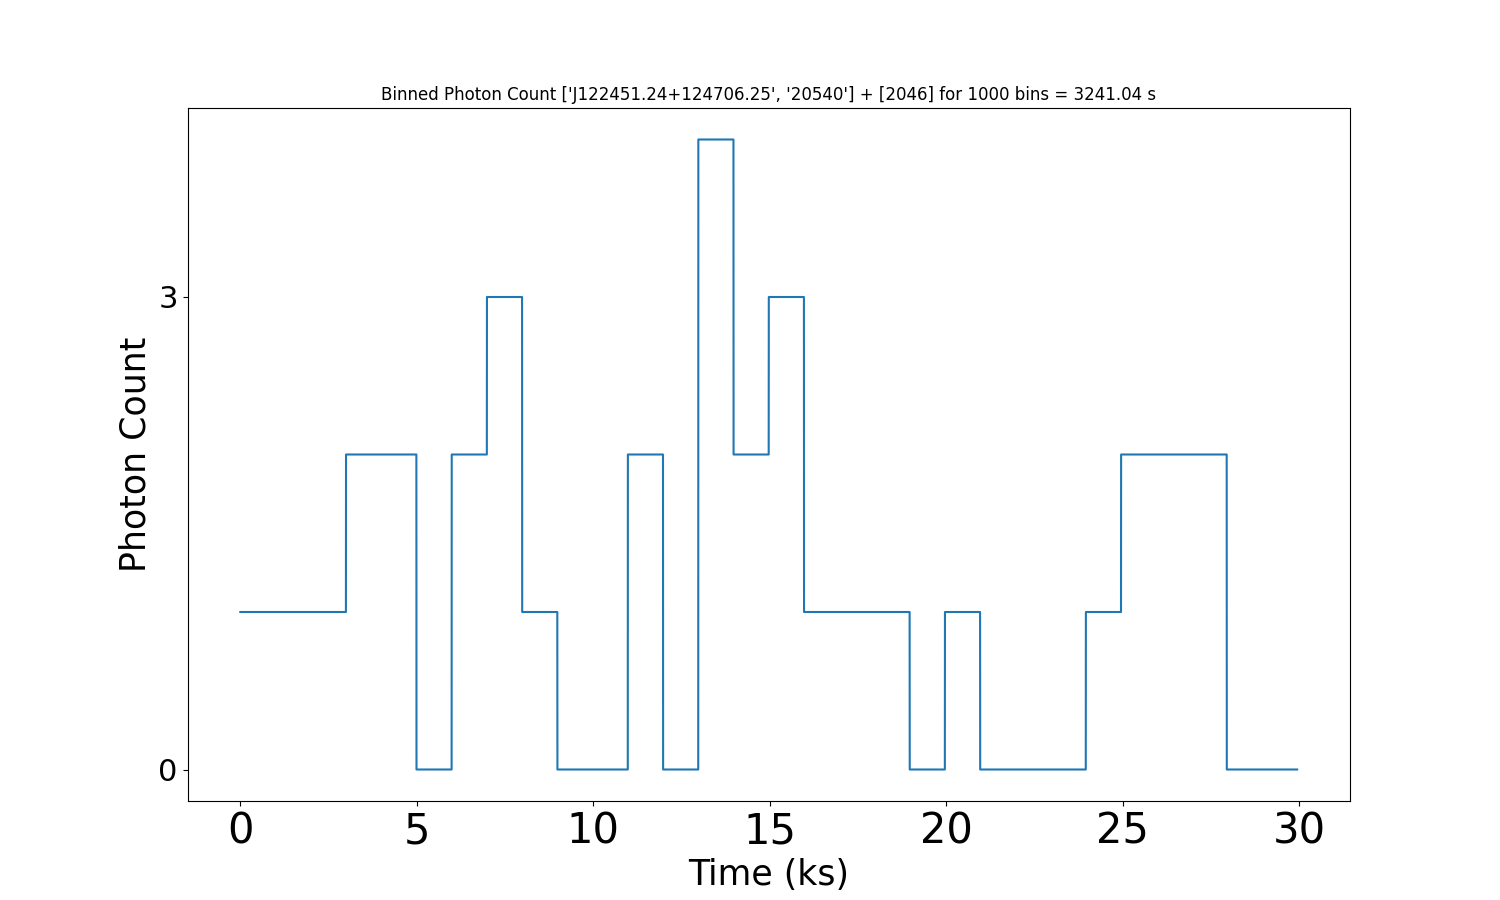 Binned Photon Count ['J122451.24+124706.25', '20540'] + [2046] for 1000 bins = 3241.04 s
3
0
Photon Count
0 5 10 15 20 25 30
Time (ks)